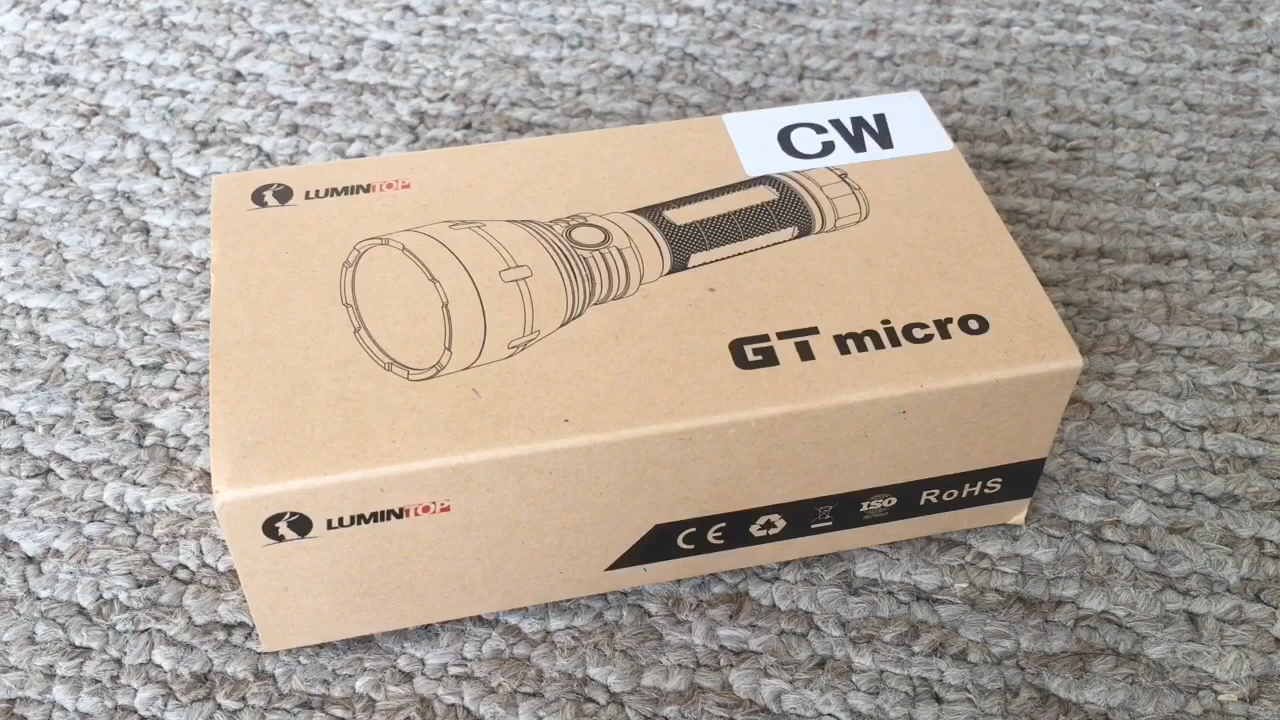 CW
LUMINTOP
GT micro
LUMINTOP
CE ISO RoHS